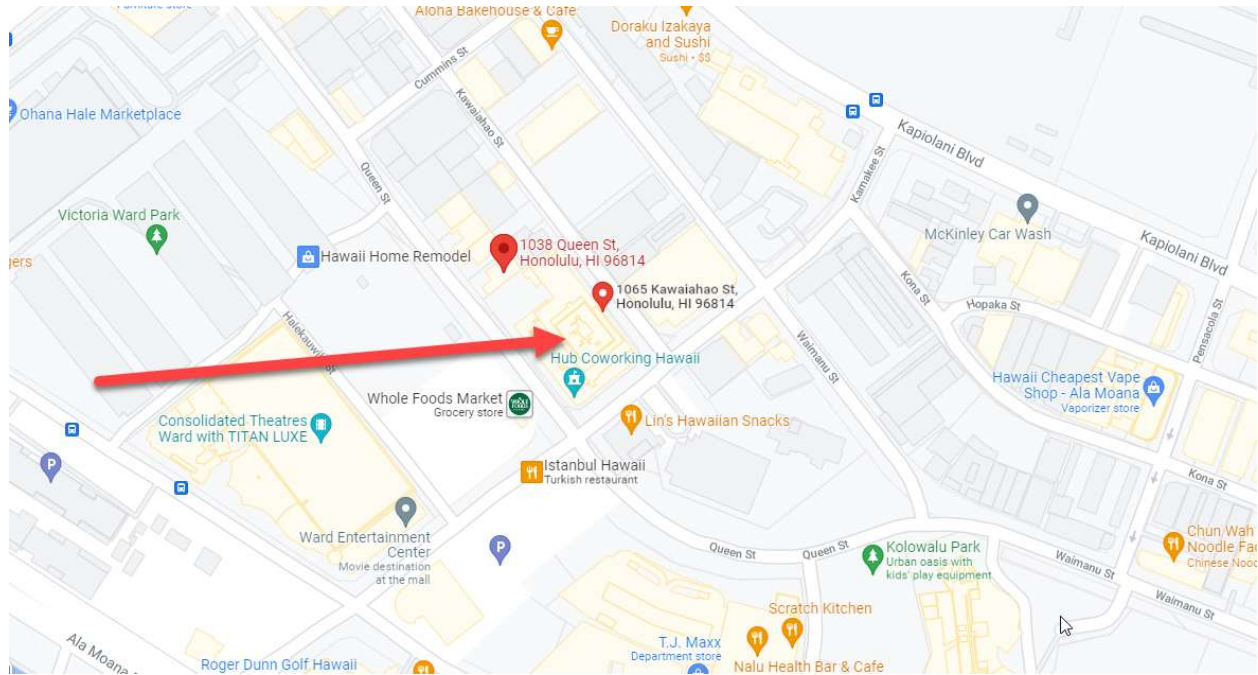 Aloha Bakehouse & Cafe
Doraku Izakaya
and Sushi
Sushi • $$
Cummins St
Kawaiahao St
Ohana Hale Marketplace
Kapiolani Blvd
Kamakee St
Queen St
Victoria Ward Park
McKinley Car Wash
Kapiolani Blvd
Hawaii Home Remodel
1038 Queen St,
Honolulu, HI 96814
1065 Kawaiahao St,
Honolulu, HI 96814
Kona St
Hopaka St
Pensacola St
Halekauwila St
Waimanu St
Hub Coworking Hawaii
Hawaii Cheapest Vape
Shop - Ala Moana
Vaporizer store
Whole Foods Market
Grocery store
WHOLE
FOODS
Consolidated Theatres
Ward with TITAN LUXE
Lin's Hawaiian Snacks
P
Istanbul Hawaii
Turkish restaurant
Kona St
Ward Entertainment
Center
Movie destination
at the mall
P
Queen St
Queen St
Kolowalu Park
Urban oasis with
kids' play equipment
Waimanu St
Chun Wah
Noodle Fa
Chinese Nood
Waimanu St
Scratch Kitchen
T.J. Maxx
Department store
Nalu Health Bar & Cafe
Ala Moana
Roger Dunn Golf Hawaii